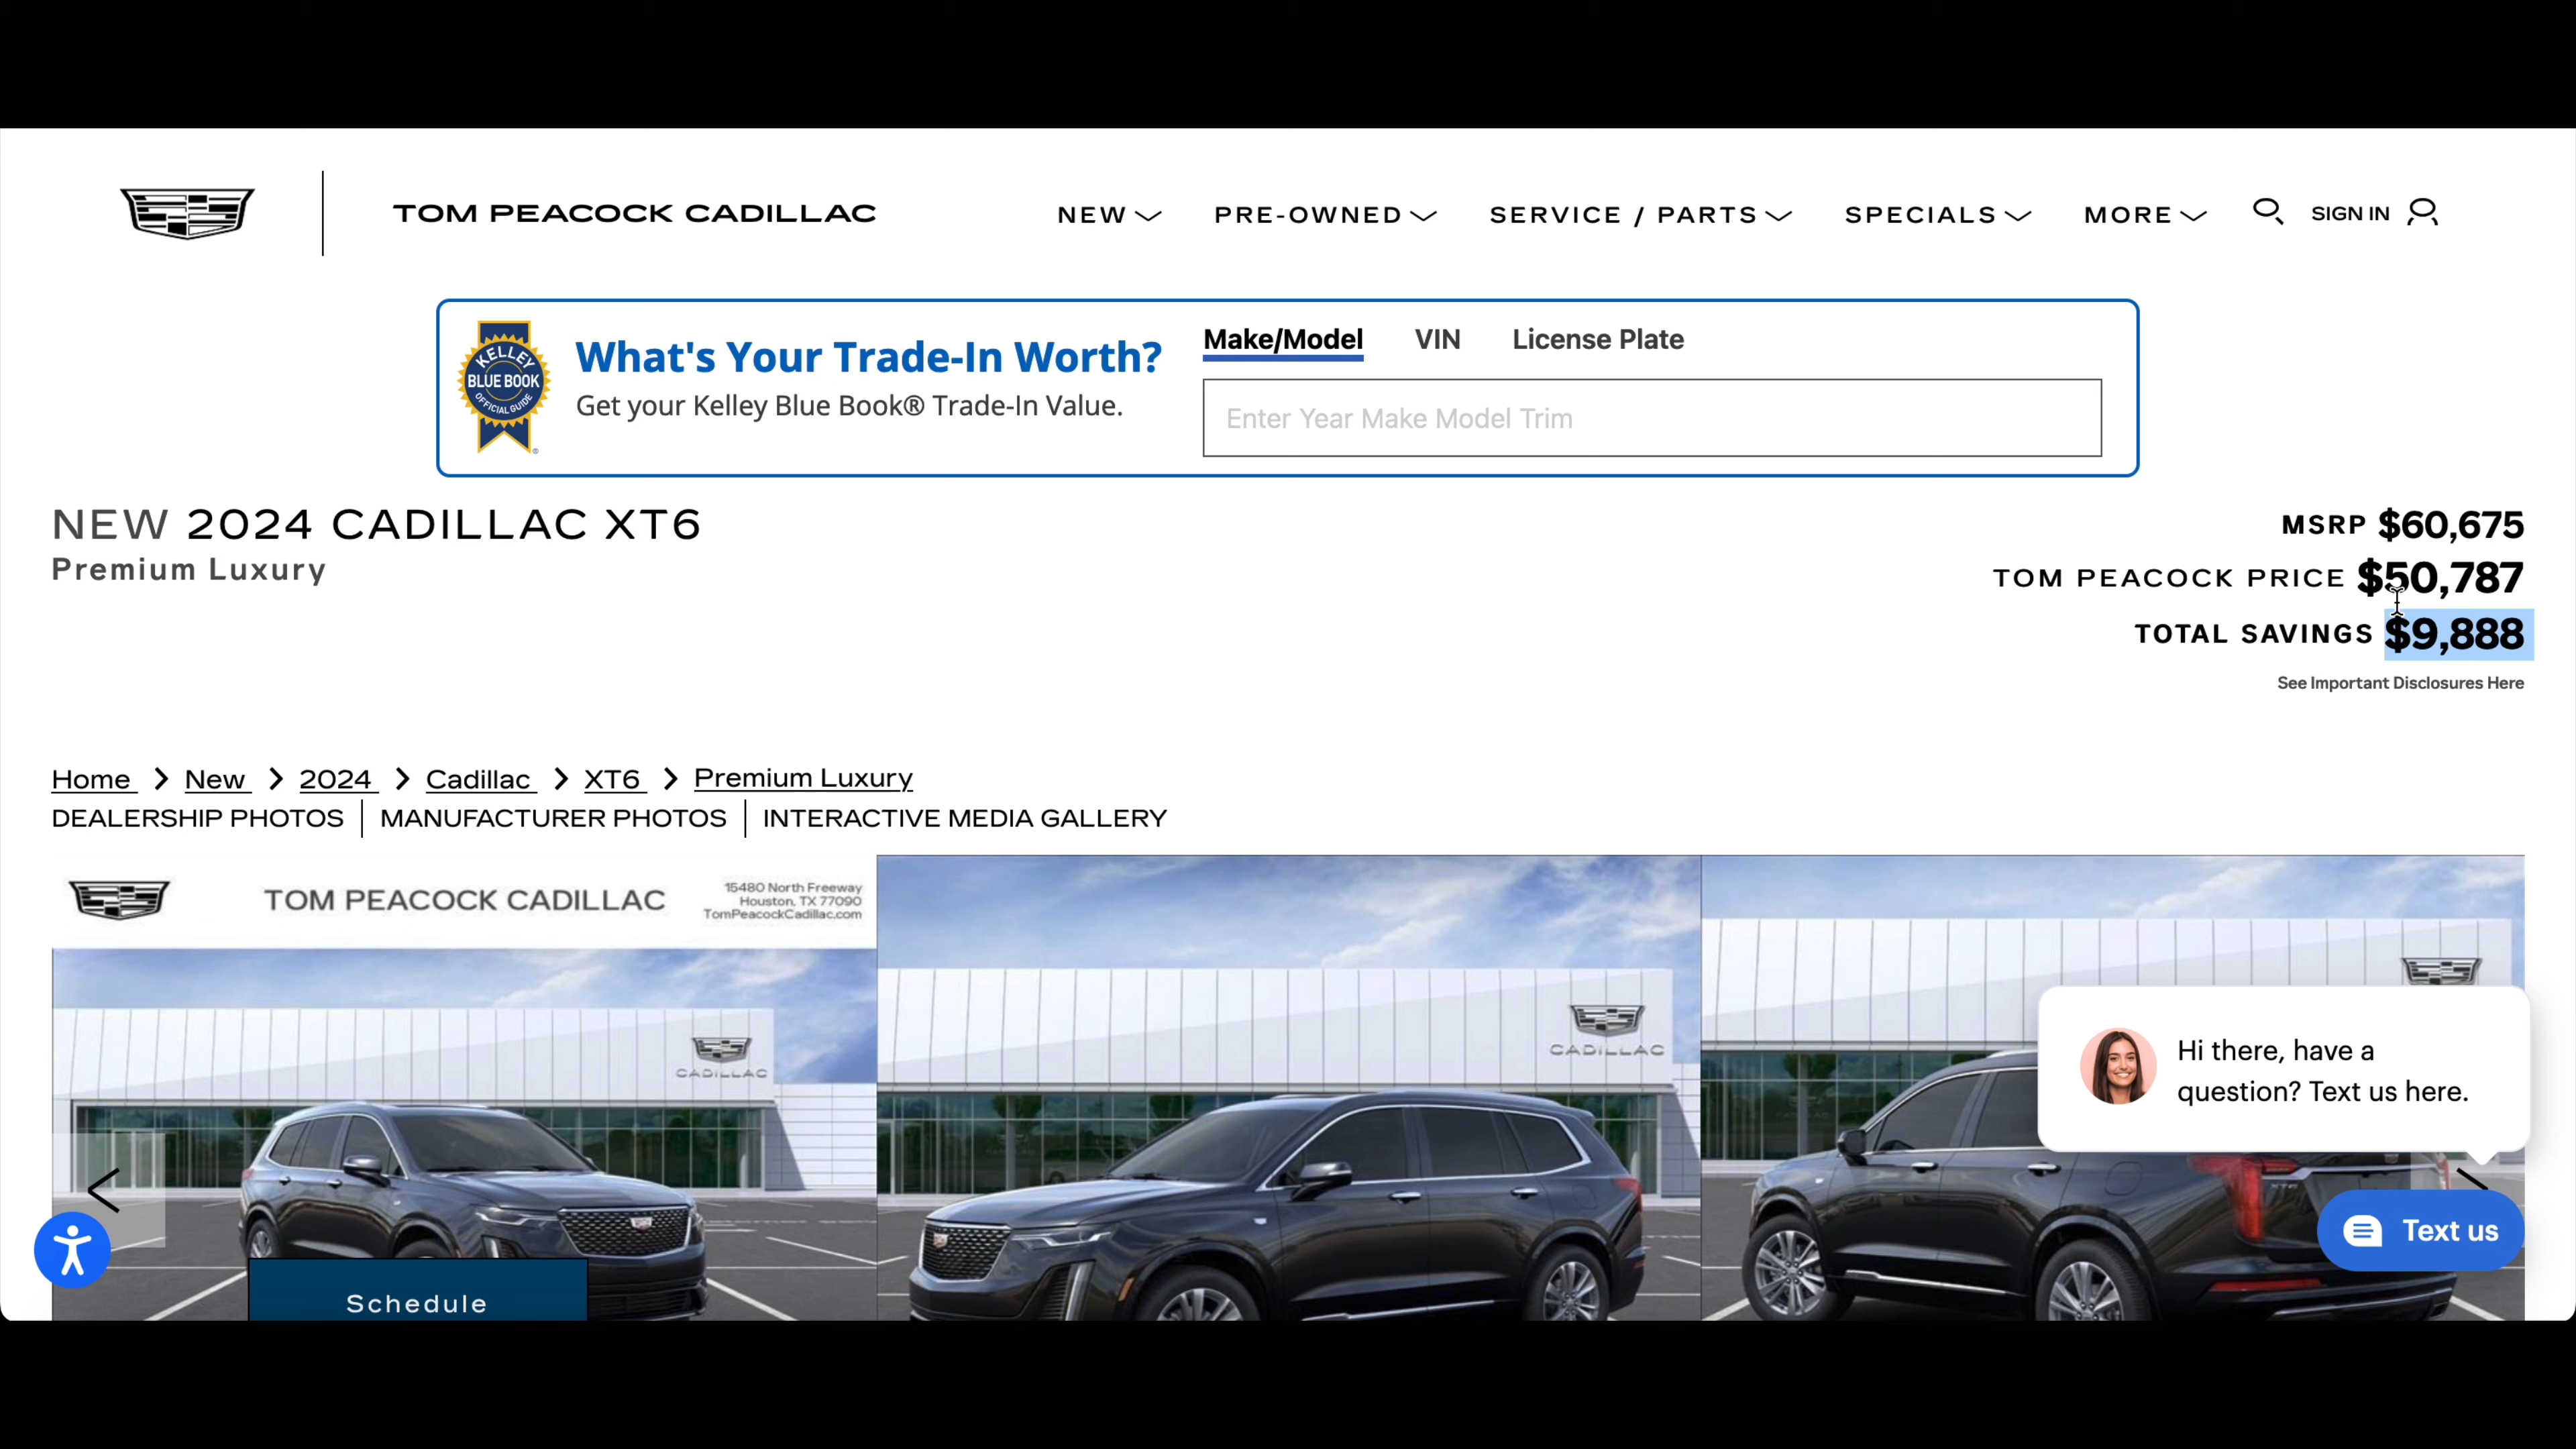 TOM PEACOCK CADILLAC
NEW PRE-OWNED SERVICE / PARTS SPECIALS MORE SIGN IN
KELLEY
BLUE BOOK
OFFICIAL GUIDE
What's Your Trade-In Worth?
Get your Kelley Blue Book® Trade-In Value.
Make/Model VIN License Plate
Enter Year Make Model Trim
NEW 2024 CADILLAC XT6
Premium Luxury
MSRP $60,675
TOM PEACOCK PRICE $50,787
TOTAL SAVINGS $9,888
See Important Disclosures Here
Home > New > 2024 > Cadillac > XT6 > Premium Luxury
DEALERSHIP PHOTOS | MANUFACTURER PHOTOS | INTERACTIVE MEDIA GALLERY
TOM PEACOCK CADILLAC
15480 North Freeway
Houston, TX 77090
TomPeacockCadillac.com
CADILLAC
CADILLAC
Hi there, have a
question? Text us here.
Text us
Schedule